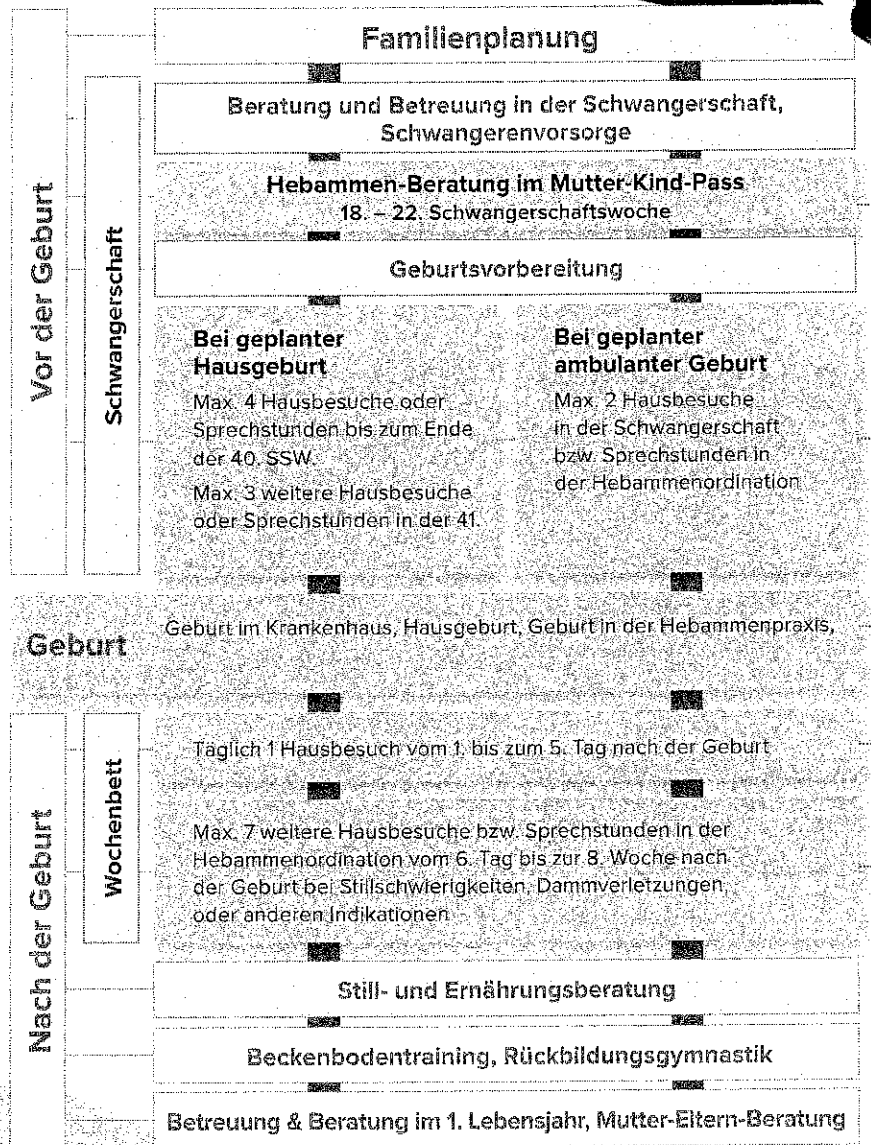 Familienplanung
Vor der Geburt
Schwangerschaft
Beratung und Betreuung in der Schwangerschaft,
Schwangerenvorsorge
Hebammen-Beratung im Mutter-Kind-Pass
18. – 22. Schwangerschaftswoche
Geburtsvorbereitung
Bei geplanter
Hausgeburt
Max. 4 Hausbesuche oder
Sprechstunden bis zum Ende
der 40. SSW.
Max. 3 weitere Hausbesuche
oder Sprechstunden in der 41.
Bei geplanter
ambulanter Geburt
Max. 2 Hausbesuche
in der Schwangerschaft
bzw. Sprechstunden in
der Hebammenordination
Geburt
Geburt im Krankenhaus, Hausgeburt, Geburt in der Hebammenpraxis,
Nach der Geburt
Wochenbett
Täglich 1 Hausbesuch vom 1. bis zum 5. Tag nach der Geburt
Max. 7 weitere Hausbesuche bzw. Sprechstunden in der
Hebammenordination vom 6. Tag bis zur 8. Woche nach
der Geburt bei Stillschwierigkeiten, Dammverletzungen,
oder anderen Indikationen
Still- und Ernährungsberatung
Beckenbodentraining, Rückbildungsgymnastik
Betreuung & Beratung im 1. Lebensjahr, Mutter-Eltern-Beratung